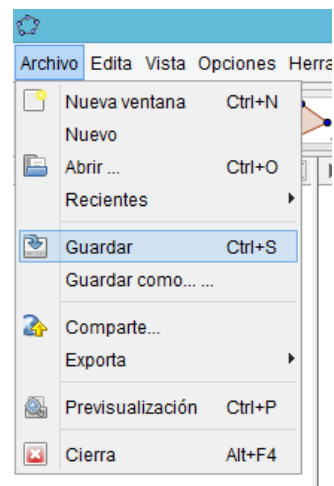 Archivo Edita Vista Opciones Herra
Nueva ventana Ctrl+N
Nuevo
Abrir ... Ctrl+O
Recientes
Guardar Ctrl+S
Guardar como... ...
Comparte...
Exporta
Previsualización Ctrl+P
Cierra Alt+F4